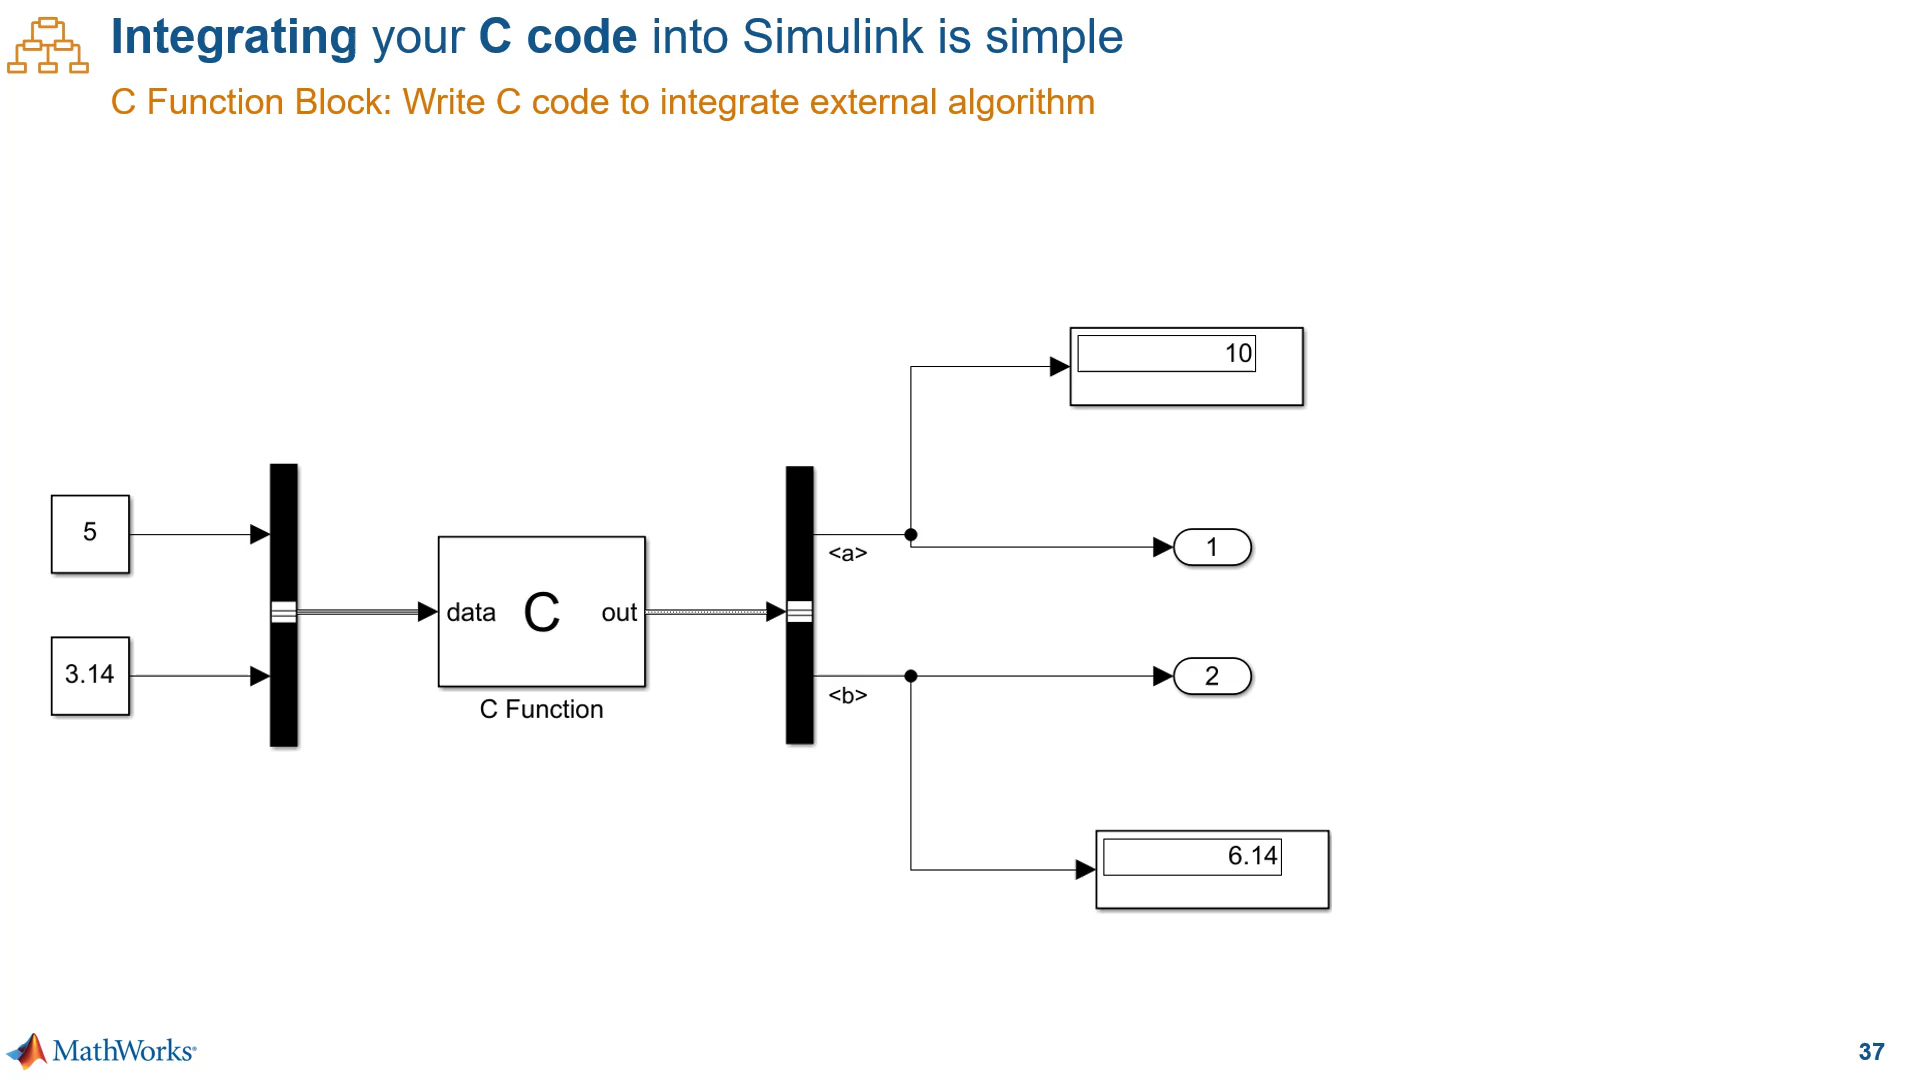 Integrating your C code into Simulink is simple
C Function Block: Write C code to integrate external algorithm
10
5
<a>
1
data C out
3.14
<b>
2
C Function
6.14
MathWorks®
37